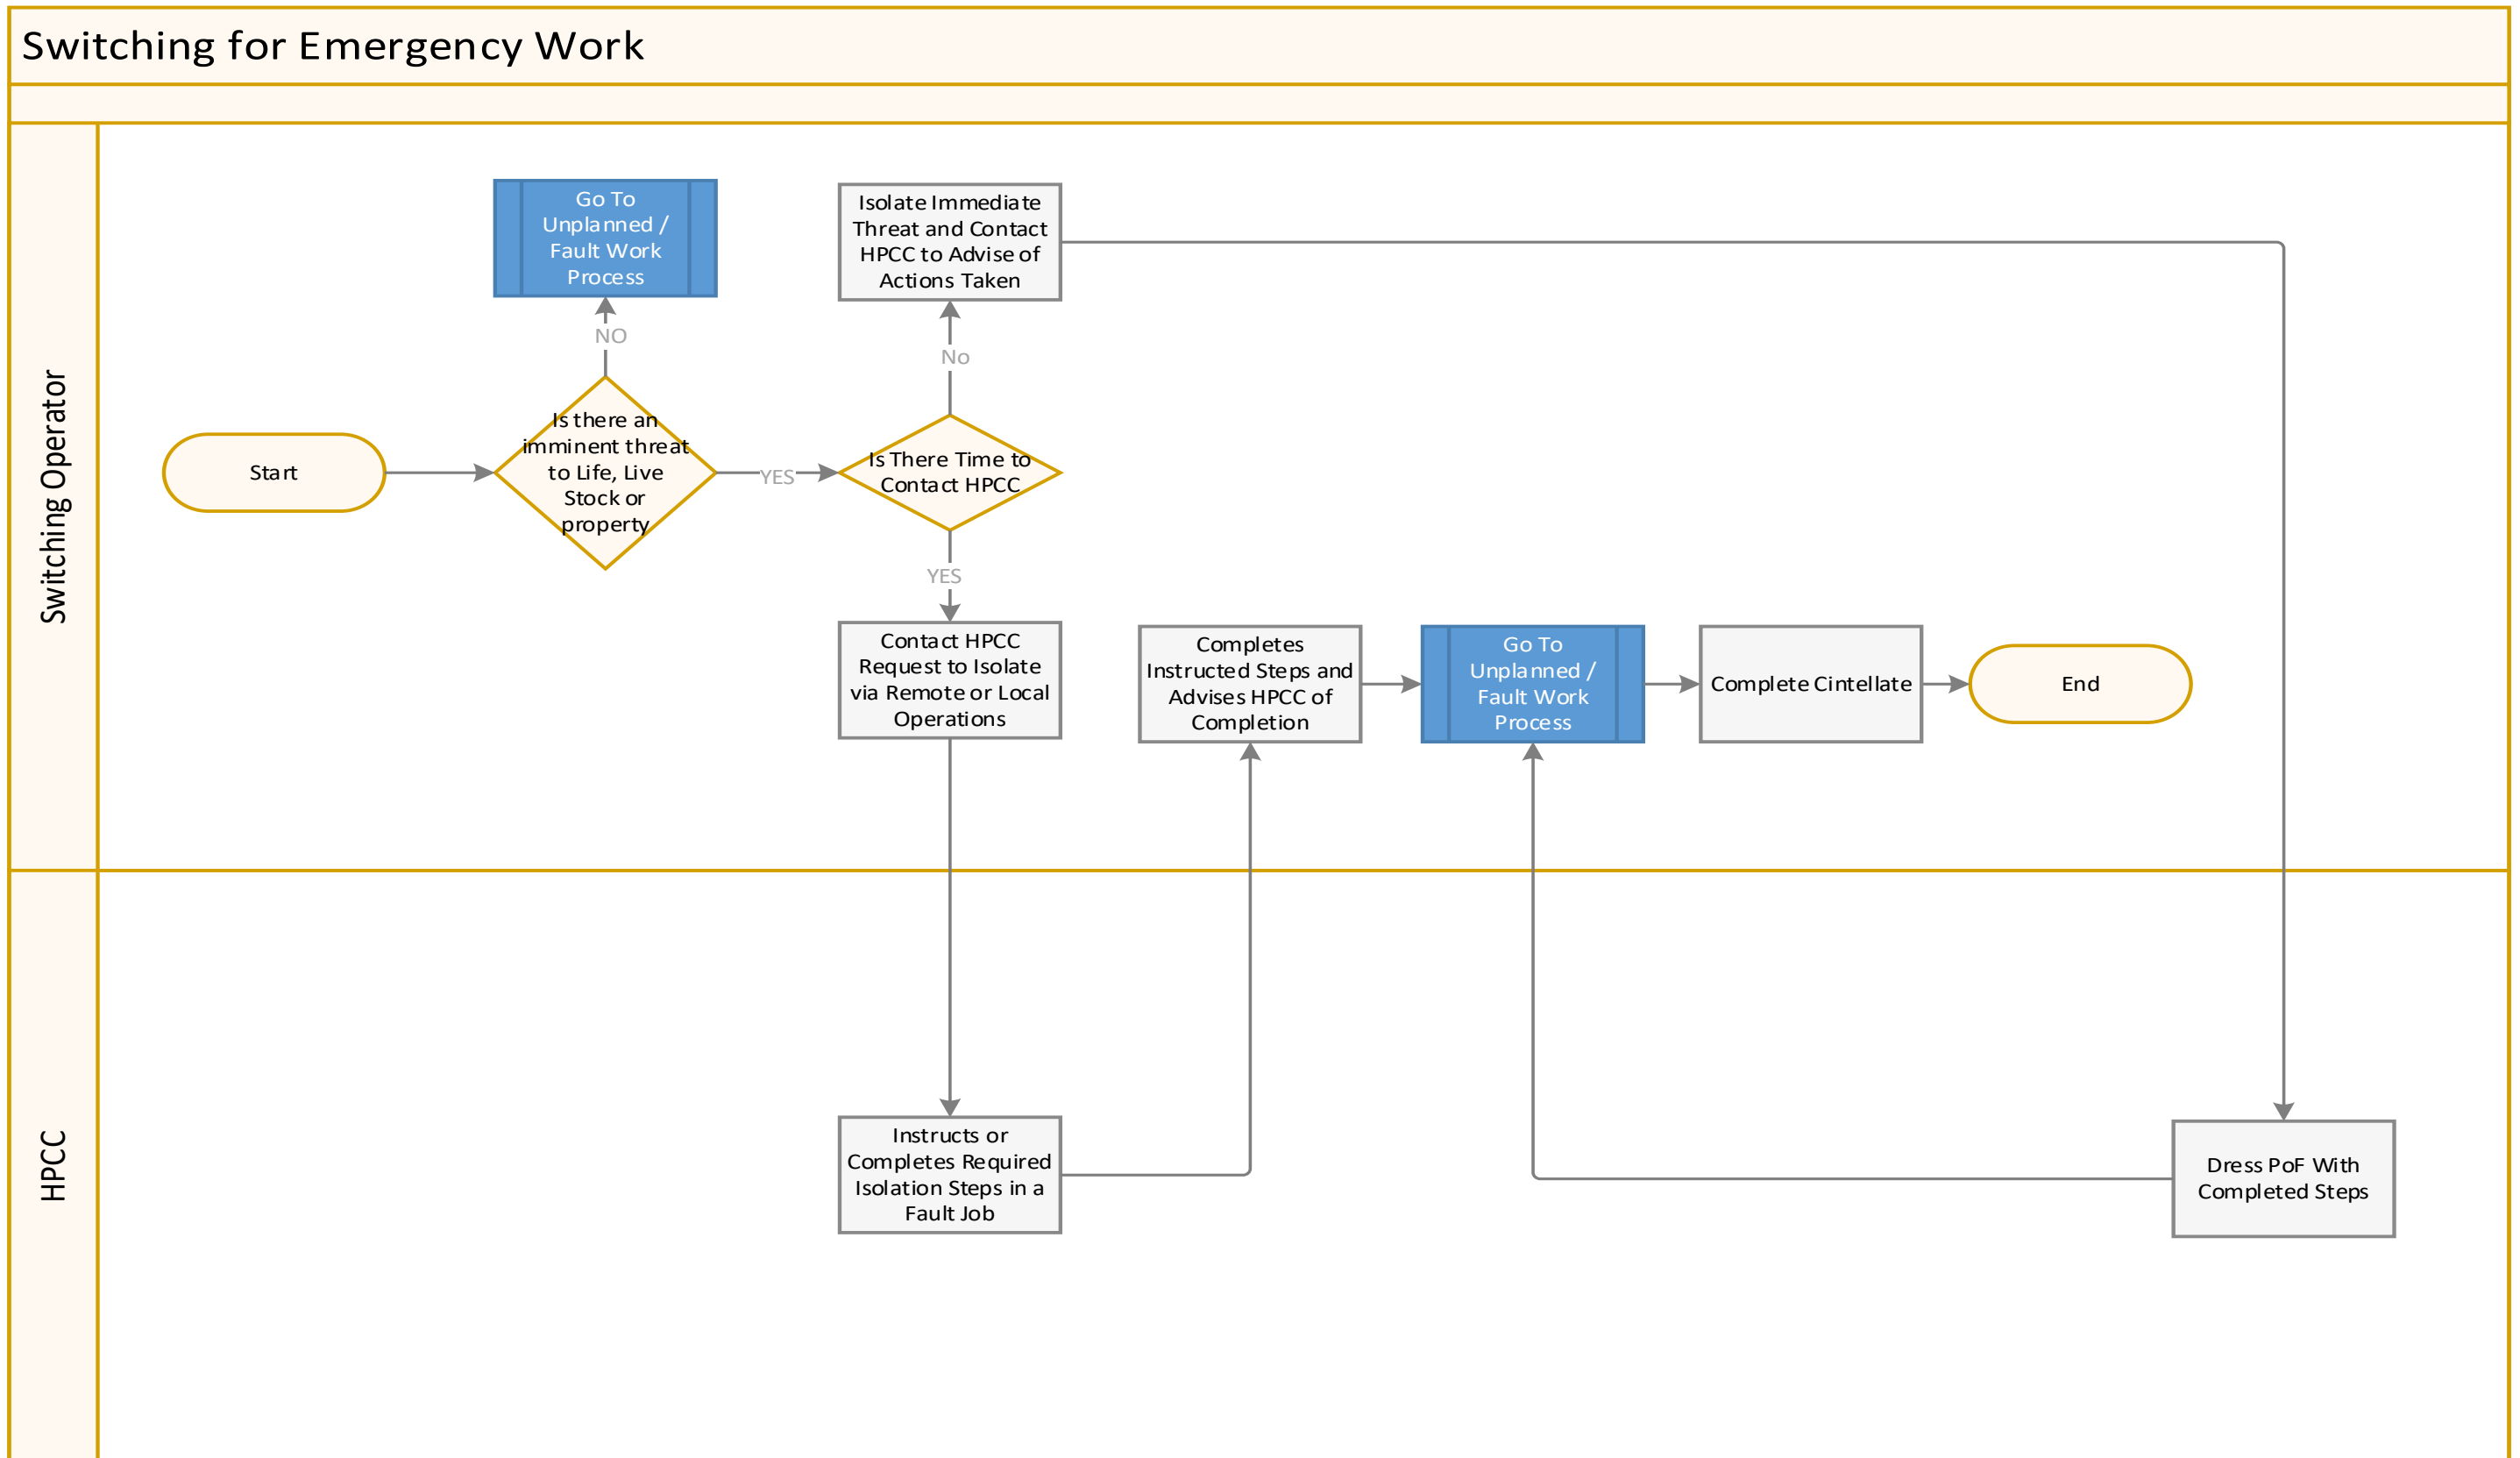 Switching for Emergency Work
Switching Operator
Go To
Unplanned /
Fault Work
Process
Isolate Immediate
Threat and Contact
HPCC to Advise of
Actions Taken
NO
No
Start
Is there an
imminent threat
to Life, Live
Stock or
property
YES
Is There Time to
Contact HPCC
YES
Contact HPCC
Request to Isolate
via Remote or Local
Operations
Completes
Instructed Steps and
Advises HPCC of
Completion
Go To
Unplanned /
Fault Work
Process
Complete Cintellate
End
HPCC
Instructs or
Completes Required
Isolation Steps in a
Fault Job
Dress PoF With
Completed Steps